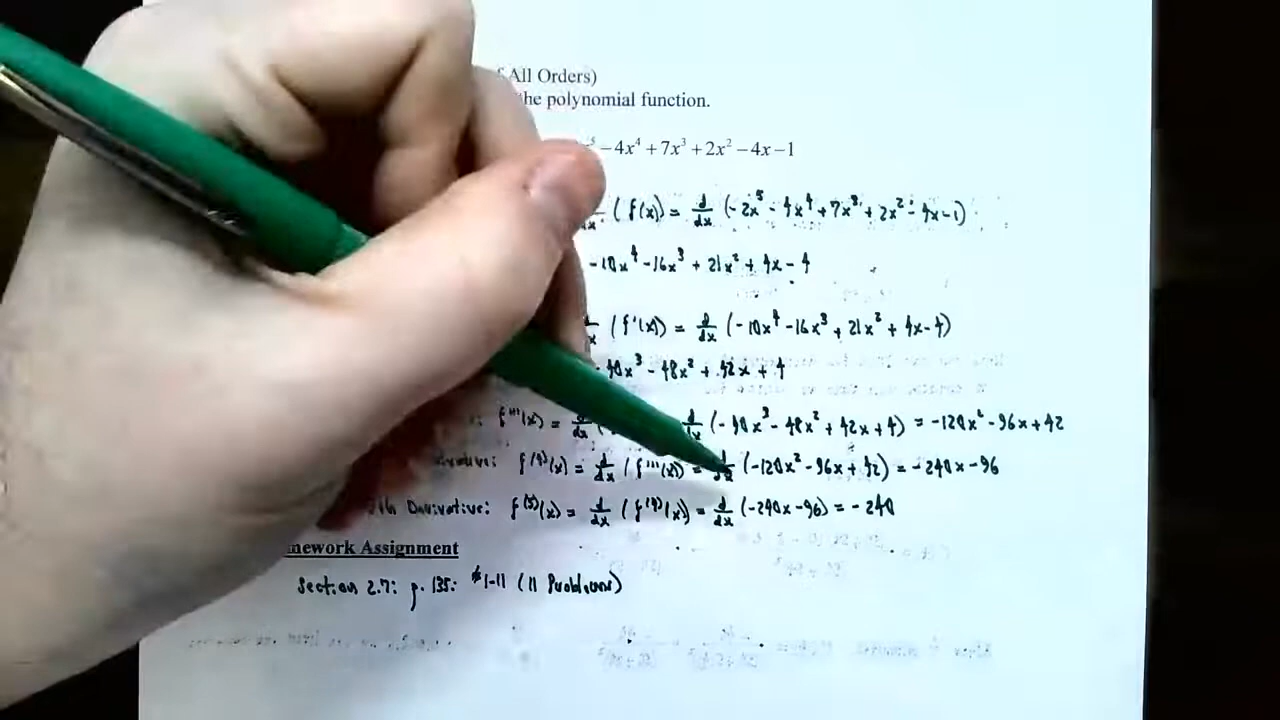 All Orders)
the polynomial function.
− 4x⁴ + 7x³ + 2x² − 4x − 1
(f(x)) = d/dx (-2x⁵ - 4x⁴ + 7x³ + 2x² - 4x - 1)
-10x⁴ - 16x³ + 21x² + 4x - 4
(f'(x)) = d/dx (-10x⁴ - 16x³ + 21x² + 4x - 4)
40x³ - 48x² + 42x + 4
: f'''(x) = d/dx ( d/dx (-40x³ - 48x² + 42x + 4) = -120x² - 96x + 42
: f⁽⁴⁾(x) = d/dx (f'''(x)) = d/dx (-120x² - 96x + 42) = -240x - 96
Derivative: f⁽⁵⁾(x) = d/dx (f⁽⁴⁾(x)) = d/dx (-240x - 96) = -240
mework Assignment
Section 2.7: p. 135: #1-11 (11 Problems)